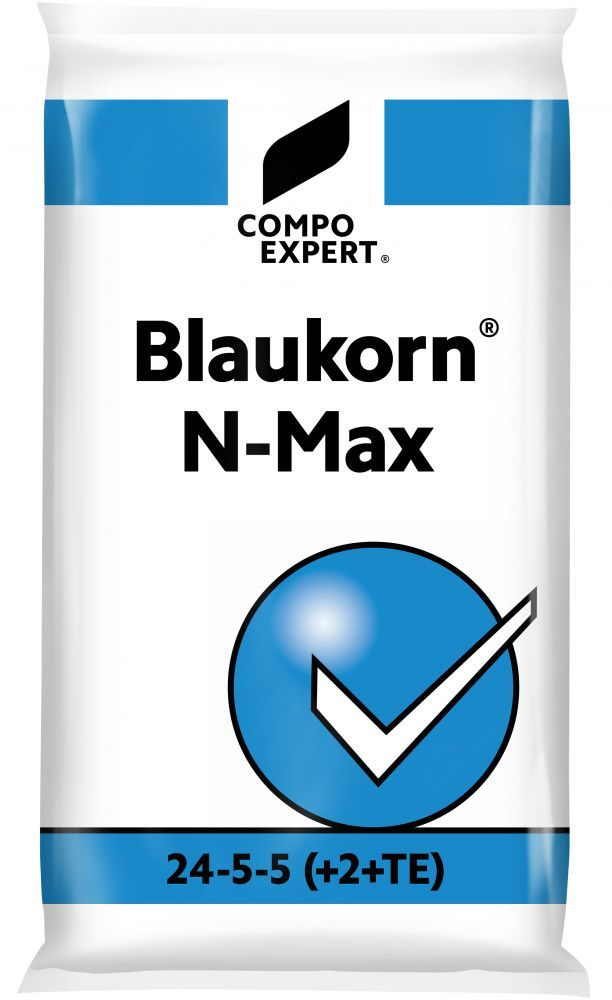 COMPO
EXPERT®
Blaukorn®
N-Max
24-5-5 (+2+TE)